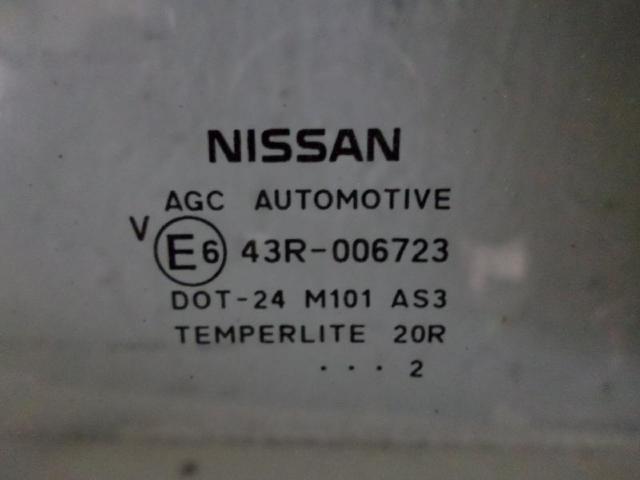 NISSAN
AGC AUTOMOTIVE
V
E6 43R-006723
DOT-24 M101 AS3
TEMPERLITE 20R
... 2